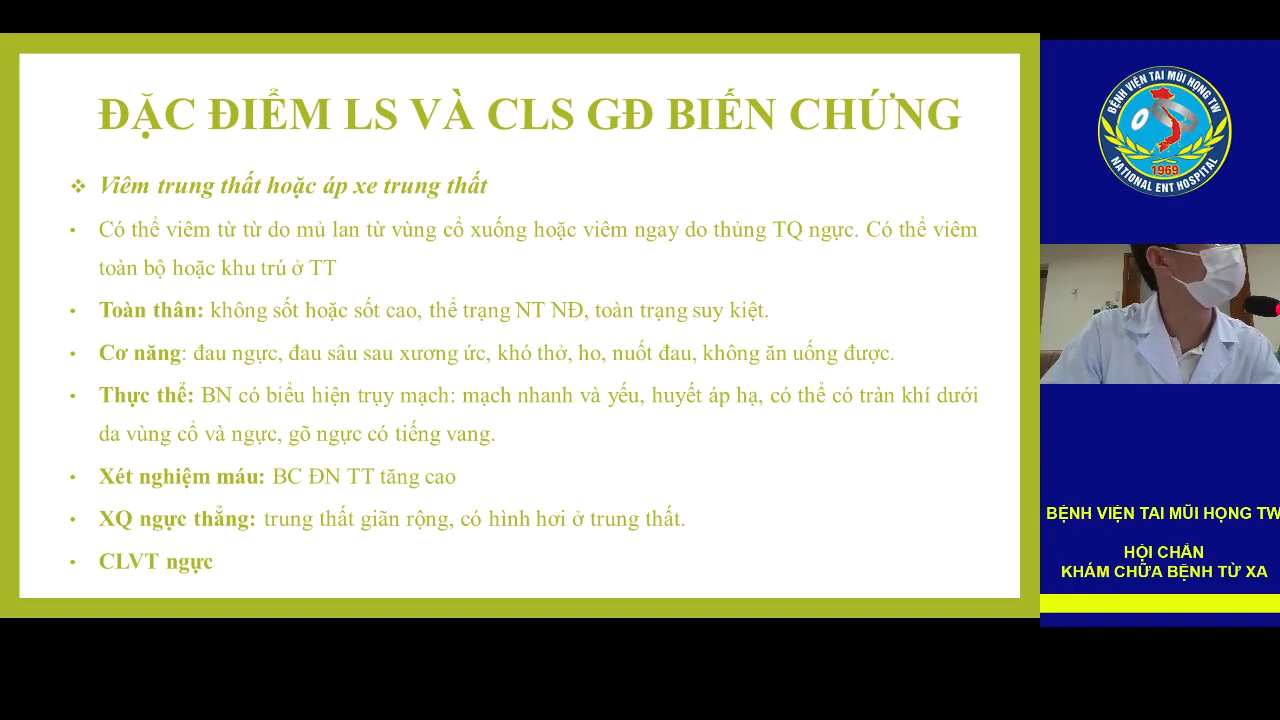 ĐẶC ĐIỂM LS VÀ CLS GĐ BIẾN CHỨNG
❖ Viêm trung thất hoặc áp xe trung thất
• Có thể viêm từ từ do mủ lan từ vùng cổ xuống hoặc viêm ngay do thủng TQ ngực. Có thể viêm
toàn bộ hoặc khu trú ở TT
• Toàn thân: không sốt hoặc sốt cao, thể trạng NT NĐ, toàn trạng suy kiệt.
• Cơ năng: đau ngực, đau sâu sau xương ức, khó thở, ho, nuốt đau, không ăn uống được.
• Thực thể: BN có biểu hiện trụy mạch: mạch nhanh và yếu, huyết áp hạ, có thể có tràn khí dưới
da vùng cổ và ngực, gõ ngực có tiếng vang.
• Xét nghiệm máu: BC ĐN TT tăng cao
• XQ ngực thẳng: trung thất giãn rộng, có hình hơi ở trung thất.
• CLVT ngực
BỆNH VIỆN TAI MŨI HỌNG TW
1969
NATIONAL ENT HOSPITAL
BỆNH VIỆN TAI MŨI HỌNG TW
HỘI CHẨN
KHÁM CHỮA BỆNH TỪ XA